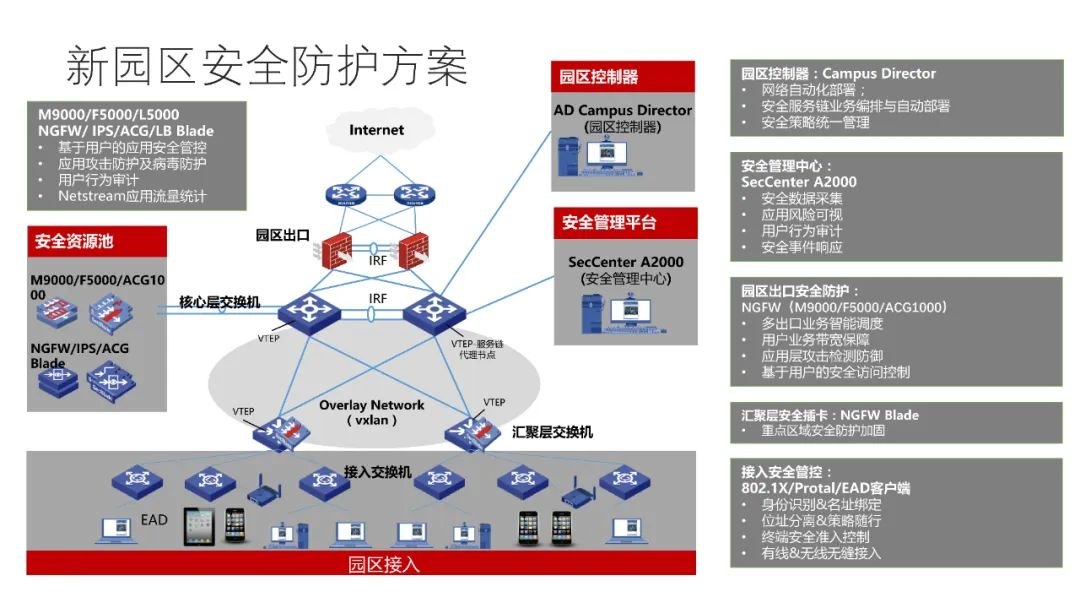 新园区安全防护方案
M9000/F5000/L5000
NGFW/ IPS/ACG/LB Blade
• 基于用户的应用安全管控
• 应用攻击防护及病毒防护
• 用户行为审计
• Netstream应用流量统计
安全资源池
M9000/F5000/ACG10
00
NGFW/IPS/ACG
Blade
Internet
ROUTER
ROUTER
园区出口
IRF
核心层交换机
IRF
VTEP
VTEP-服务链
代理节点
Overlay Network
（vxlan）
VTEP
VTEP
汇聚层交换机
接入交换机
EAD
园区接入
园区控制器
AD Campus Director
(园区控制器)
安全管理平台
SecCenter A2000
(安全管理中心)
园区控制器：Campus Director
• 网络自动化部署；
• 安全服务链业务编排与自动部署
• 安全策略统一管理
安全管理中心：
SecCenter A2000
• 安全数据采集
• 应用风险可视
• 用户行为审计
• 安全事件响应
园区出口安全防护：
NGFW（M9000/F5000/ACG1000）
• 多出口业务智能调度
• 用户业务带宽保障
• 应用层攻击检测防御
• 基于用户的安全访问控制
汇聚层安全插卡：NGFW Blade
• 重点区域安全防护加固
接入安全管控：
802.1X/Protal/EAD客户端
• 身份识别&名址绑定
• 位址分离&策略随行
• 终端安全准入控制
• 有线&无线无缝接入